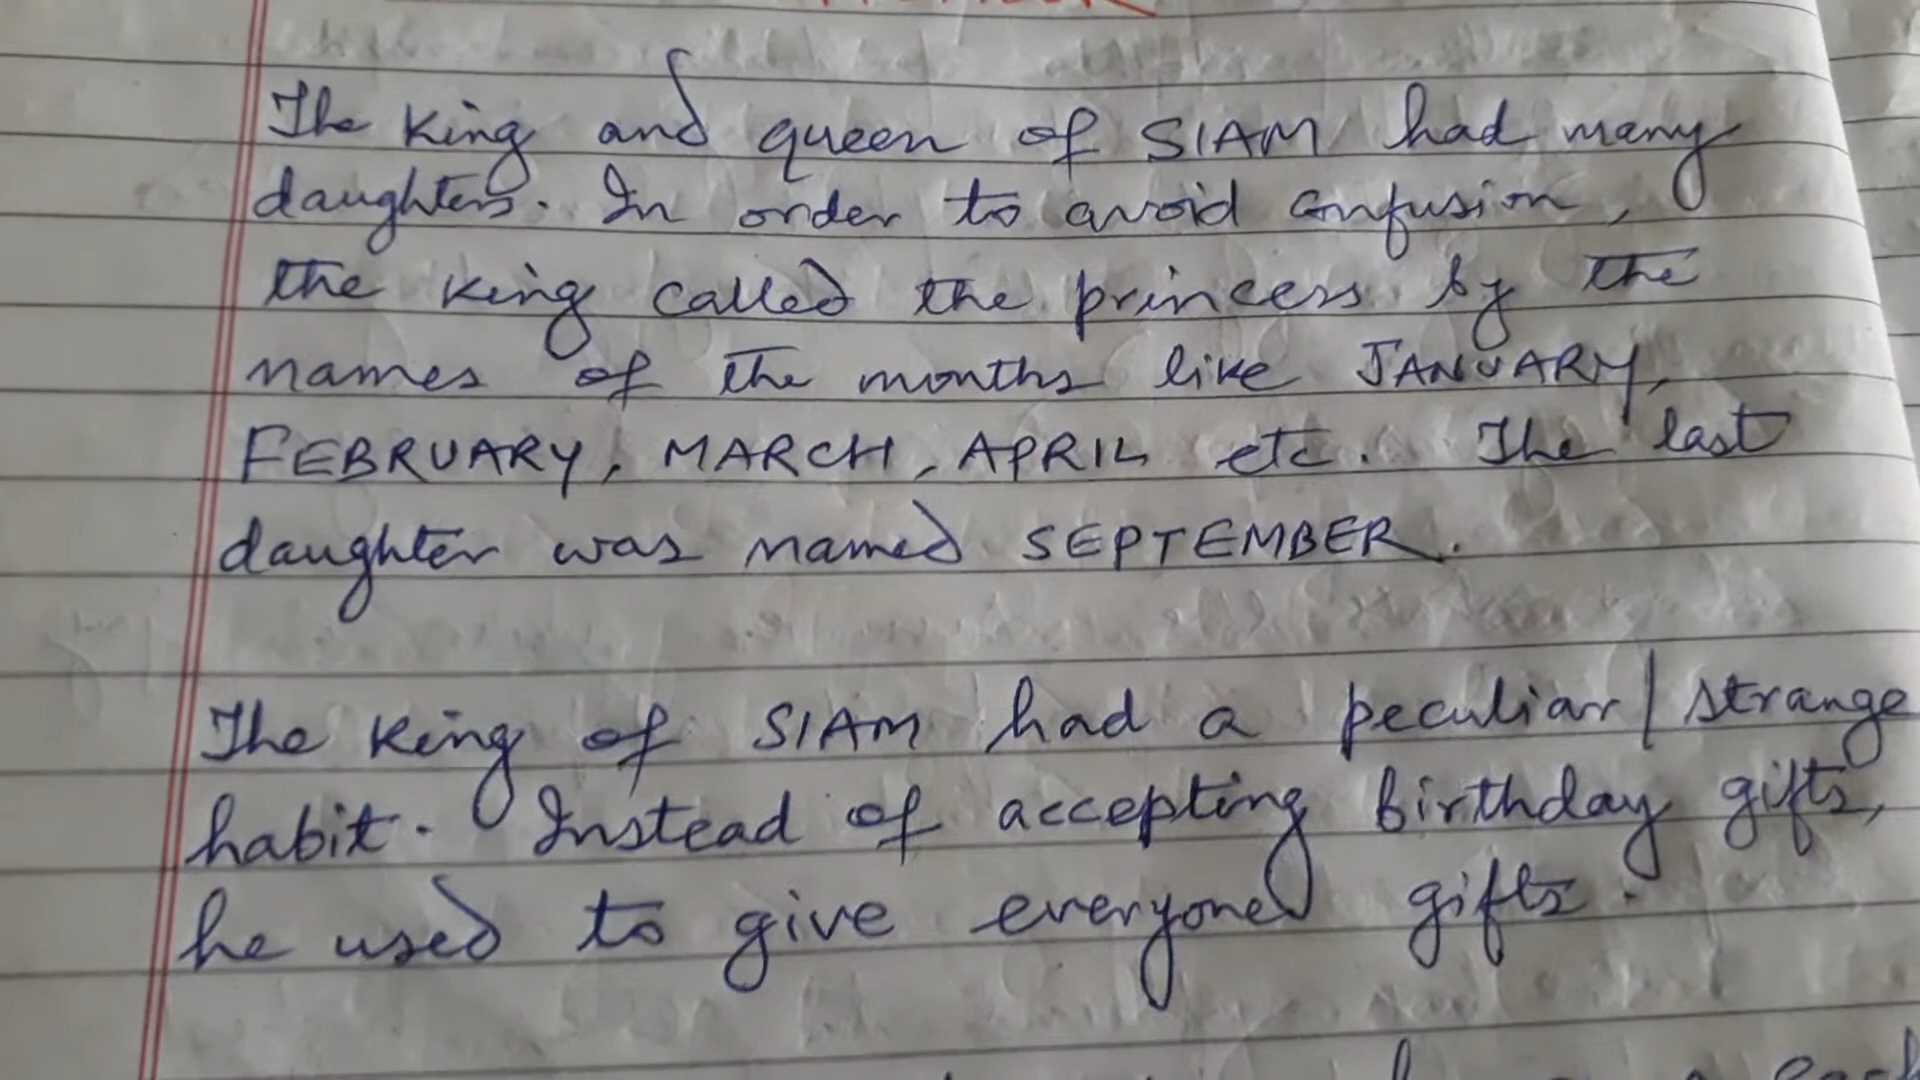 The King and queen of SIAM had many
daughters. In order to avoid confusion,
the king called the princess by the
names of the months like JANUARY,
FEBRUARY, MARCH, APRIL etc. The last
daughter was named SEPTEMBER.
The King of SIAM had a peculiar/strange
habit. Instead of accepting birthday gifts,
he used to give everyone gifts.